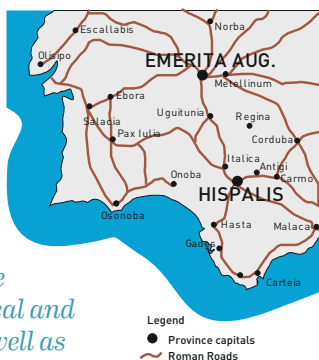 Escallabis
Norba
Olisipo
EMERITA AUG.
Metellinum
Ebora
Salacia
Uguitunia
Regina
Pax Iulia
Corduba
Italica
Antigi
Onoba
Carmo
HISPALIS
Osonoba
Hasta
Malaca
Gades
Carteia
al and
well as
Legend
Province capitals
Roman Roads